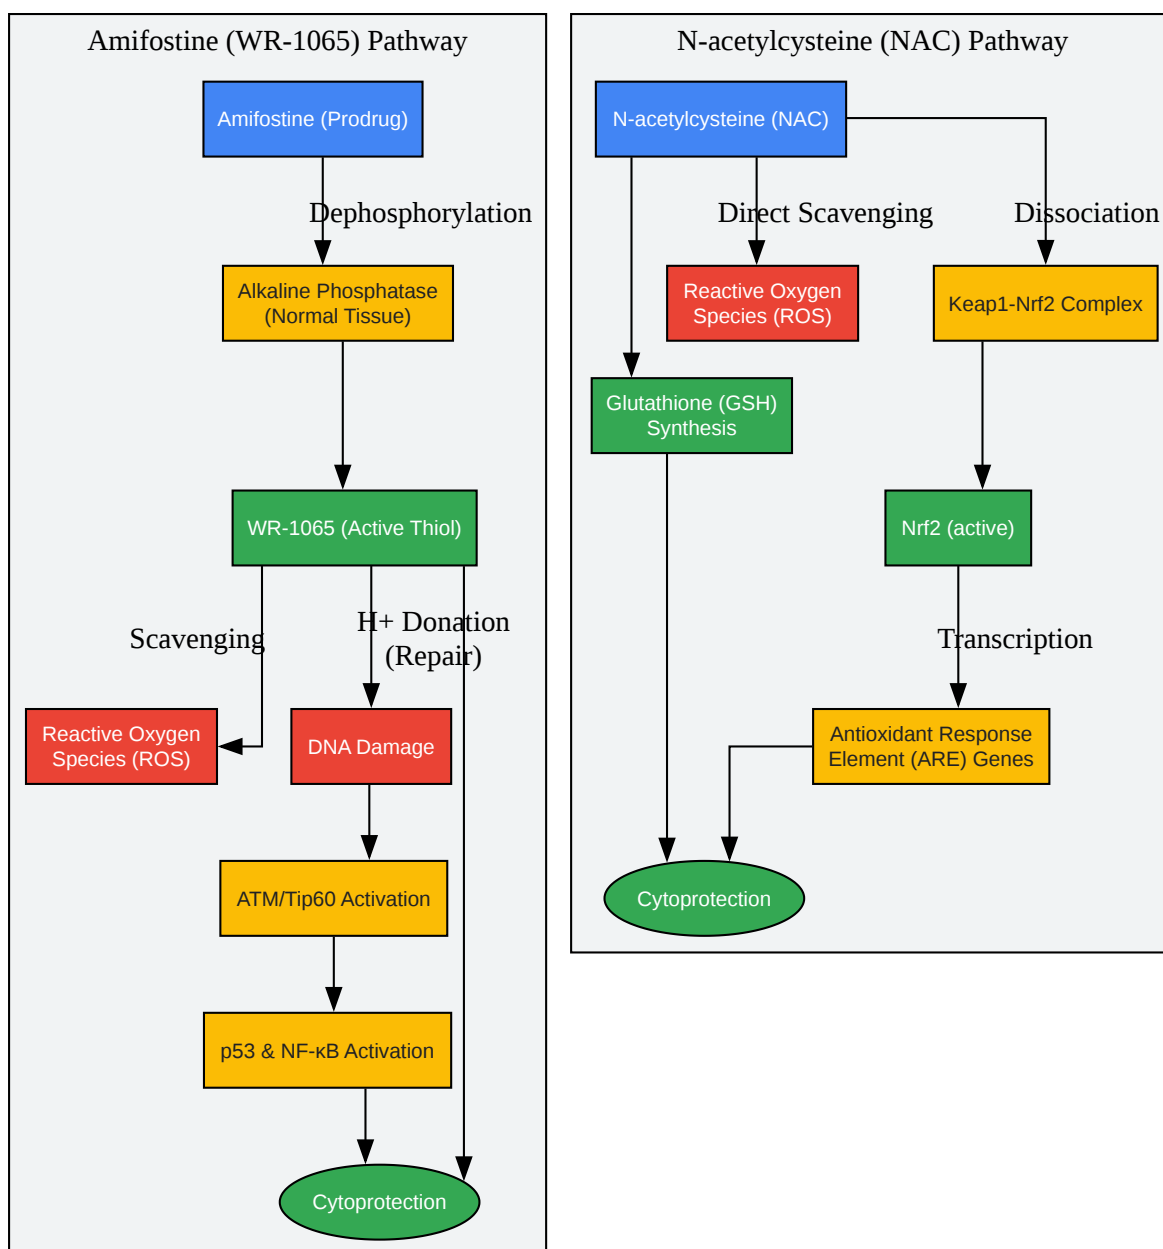 Amifostine (WR-1065) Pathway
Amifostine (Prodrug)
Dephosphorylation
Alkaline Phosphatase
(Normal Tissue)
WR-1065 (Active Thiol)
Scavenging
H+ Donation
(Repair)
Reactive Oxygen
Species (ROS)
DNA Damage
ATM/Tip60 Activation
p53 & NF-κB Activation
Cytoprotection
N-acetylcysteine (NAC) Pathway
N-acetylcysteine (NAC)
Direct Scavenging
Dissociation
Reactive Oxygen
Species (ROS)
Keap1-Nrf2 Complex
Glutathione (GSH)
Synthesis
Nrf2 (active)
Transcription
Antioxidant Response
Element (ARE) Genes
Cytoprotection